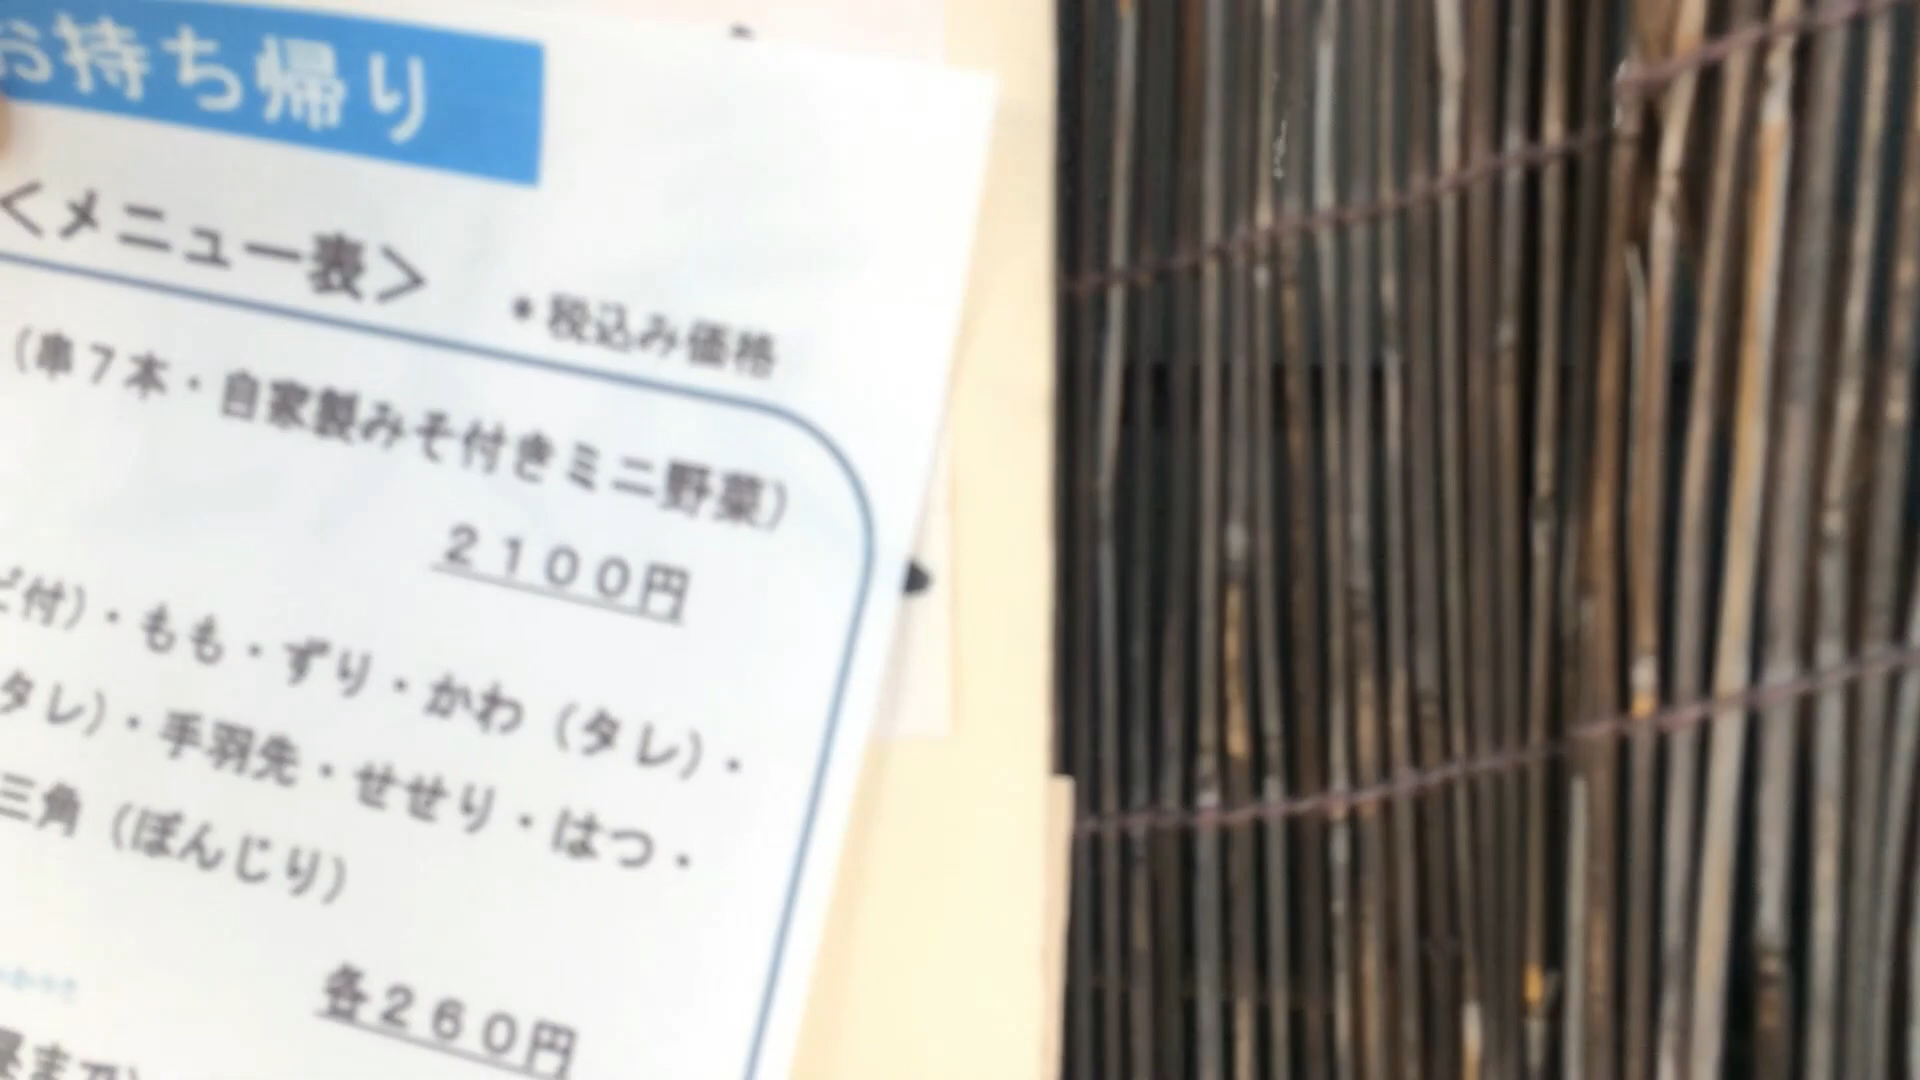 お持ち帰り
＜メニュー表＞
＊税込み価格
（串７本・自家製みそ付きミニ野菜）
２１００円
付）・もも・ずり・かわ（タレ）・
タレ）・手羽先・せせり・はつ・
三角（ぼんじり）
各２６０円